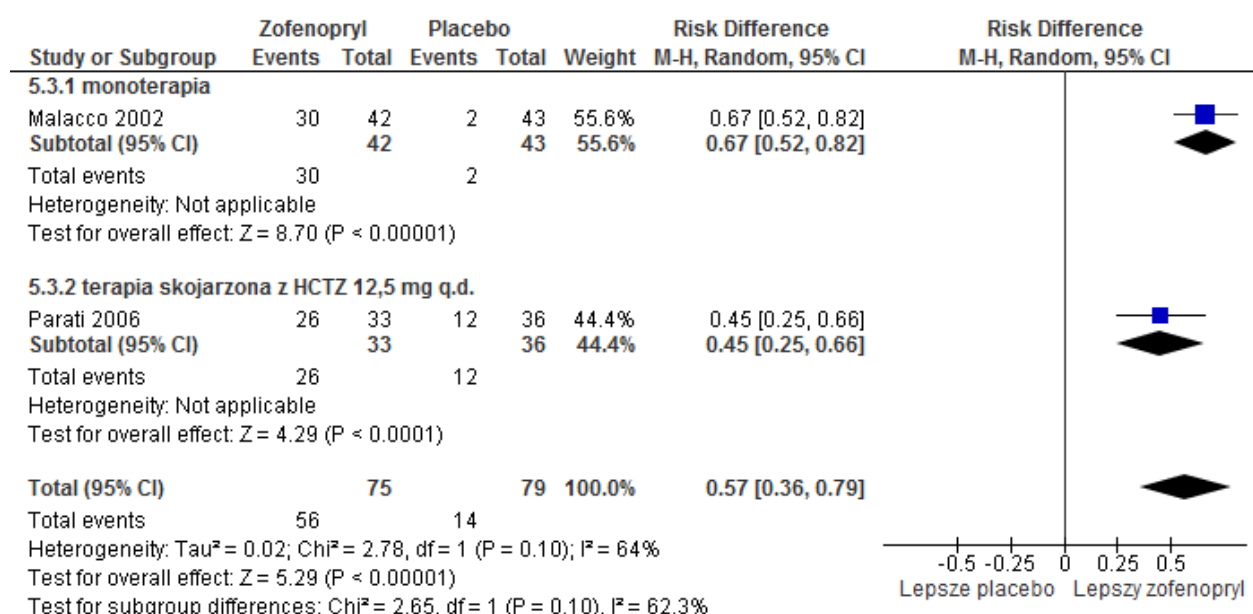 Zofenopryl Placebo Risk Difference Risk Difference
Study or Subgroup Events Total Events Total Weight M-H, Random, 95% CI M-H, Random, 95% CI
5.3.1 monoterapia
Malacco 2002 30 42 2 43 55.6% 0.67 [0.52, 0.82]
Subtotal (95% CI) 42 43 55.6% 0.67 [0.52, 0.82]
Total events 30 2
Heterogeneity: Not applicable
Test for overall effect: Z = 8.70 (P < 0.00001)
5.3.2 terapia skojarzona z HCTZ 12,5 mg q.d.
Parati 2006 26 33 12 36 44.4% 0.45 [0.25, 0.66]
Subtotal (95% CI) 33 36 44.4% 0.45 [0.25, 0.66]
Total events 26 12
Heterogeneity: Not applicable
Test for overall effect: Z = 4.29 (P < 0.0001)
Total (95% CI) 75 79 100.0% 0.57 [0.36, 0.79]
Total events 56 14
Heterogeneity: Tau² = 0.02; Chi² = 2.78, df = 1 (P = 0.10); I² = 64%
Test for overall effect: Z = 5.29 (P < 0.00001)
Test for subgroup differences: Chi² = 2.65, df = 1 (P = 0.10), I² = 62.3%
-0.5 -0.25 0 0.25 0.5
Lepsze placebo Lepszy zofenopryl